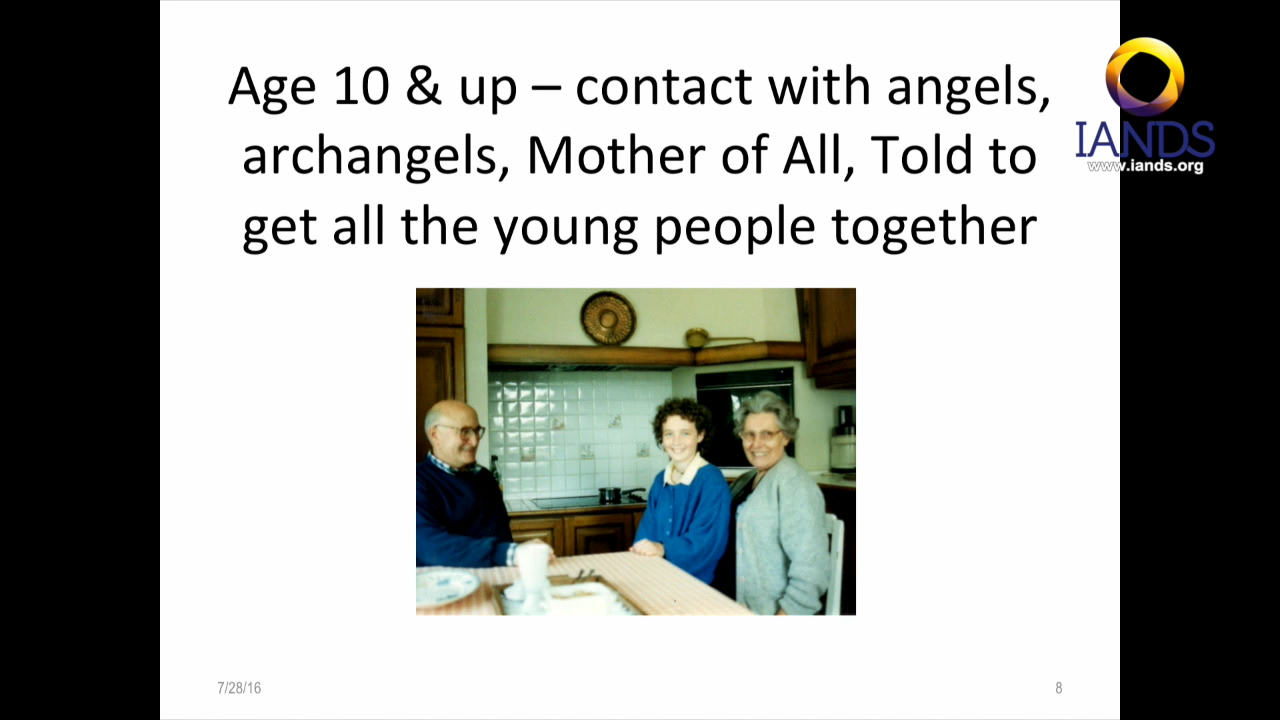 Age 10 & up – contact with angels,
archangels, Mother of All, Told to
get all the young people together
IANDS
www.iands.org
7/28/16
8